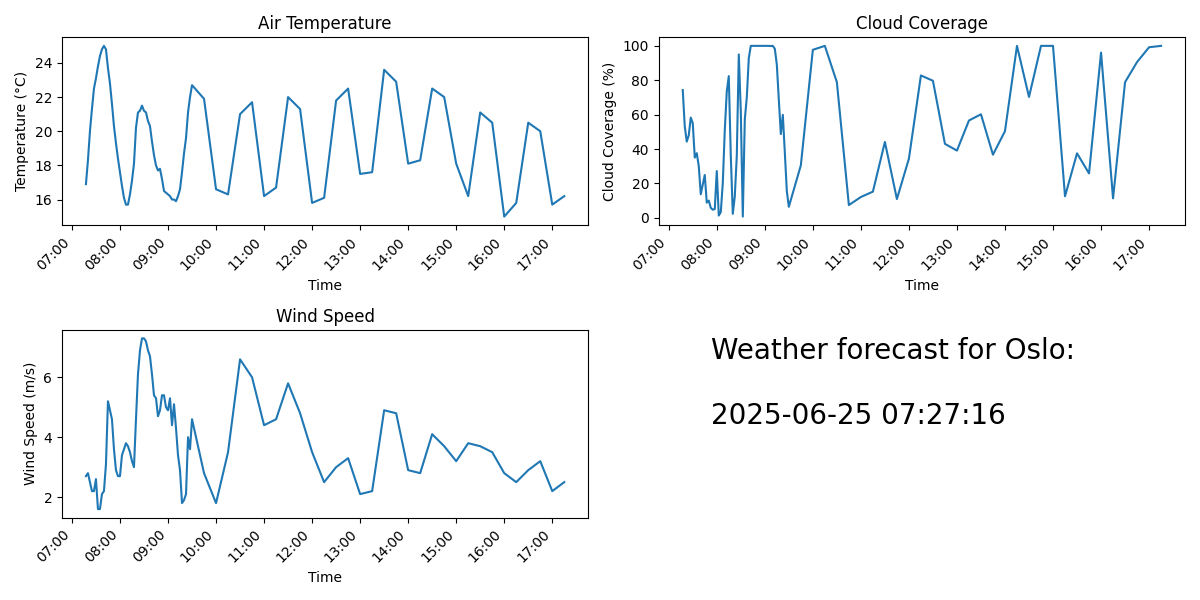 Air Temperature
Temperature (°C)
24
22
20
18
16
07:00 08:00 09:00 10:00 11:00 12:00 13:00 14:00 15:00 16:00 17:00
Time
Cloud Coverage
Cloud Coverage (%)
100
80
60
40
20
0
07:00 08:00 09:00 10:00 11:00 12:00 13:00 14:00 15:00 16:00 17:00
Time
Wind Speed
Wind Speed (m/s)
6
4
2
07:00 08:00 09:00 10:00 11:00 12:00 13:00 14:00 15:00 16:00 17:00
Time
Weather forecast for Oslo:
2025-06-25 07:27:16